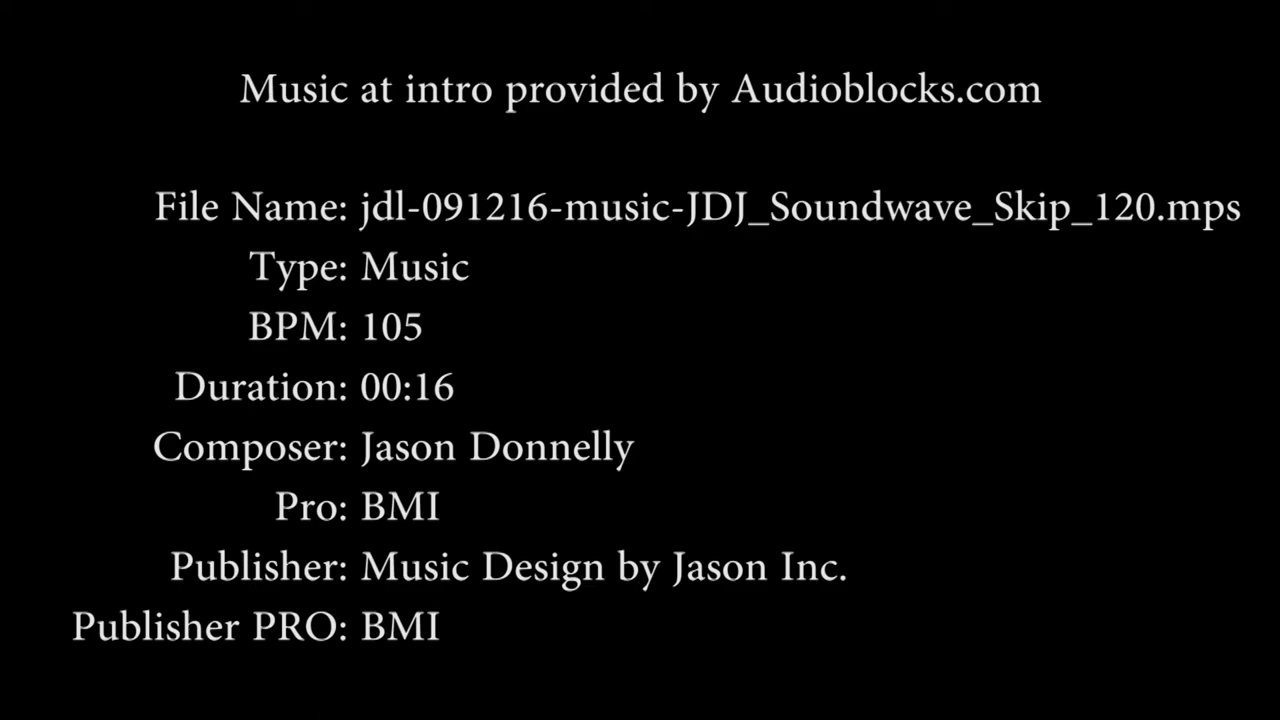 Music at intro provided by Audioblocks.com
File Name: jdl-091216-music-JDJ_Soundwave_Skip_120.mps
Type: Music
BPM: 105
Duration: 00:16
Composer: Jason Donnelly
Pro: BMI
Publisher: Music Design by Jason Inc.
Publisher PRO: BMI